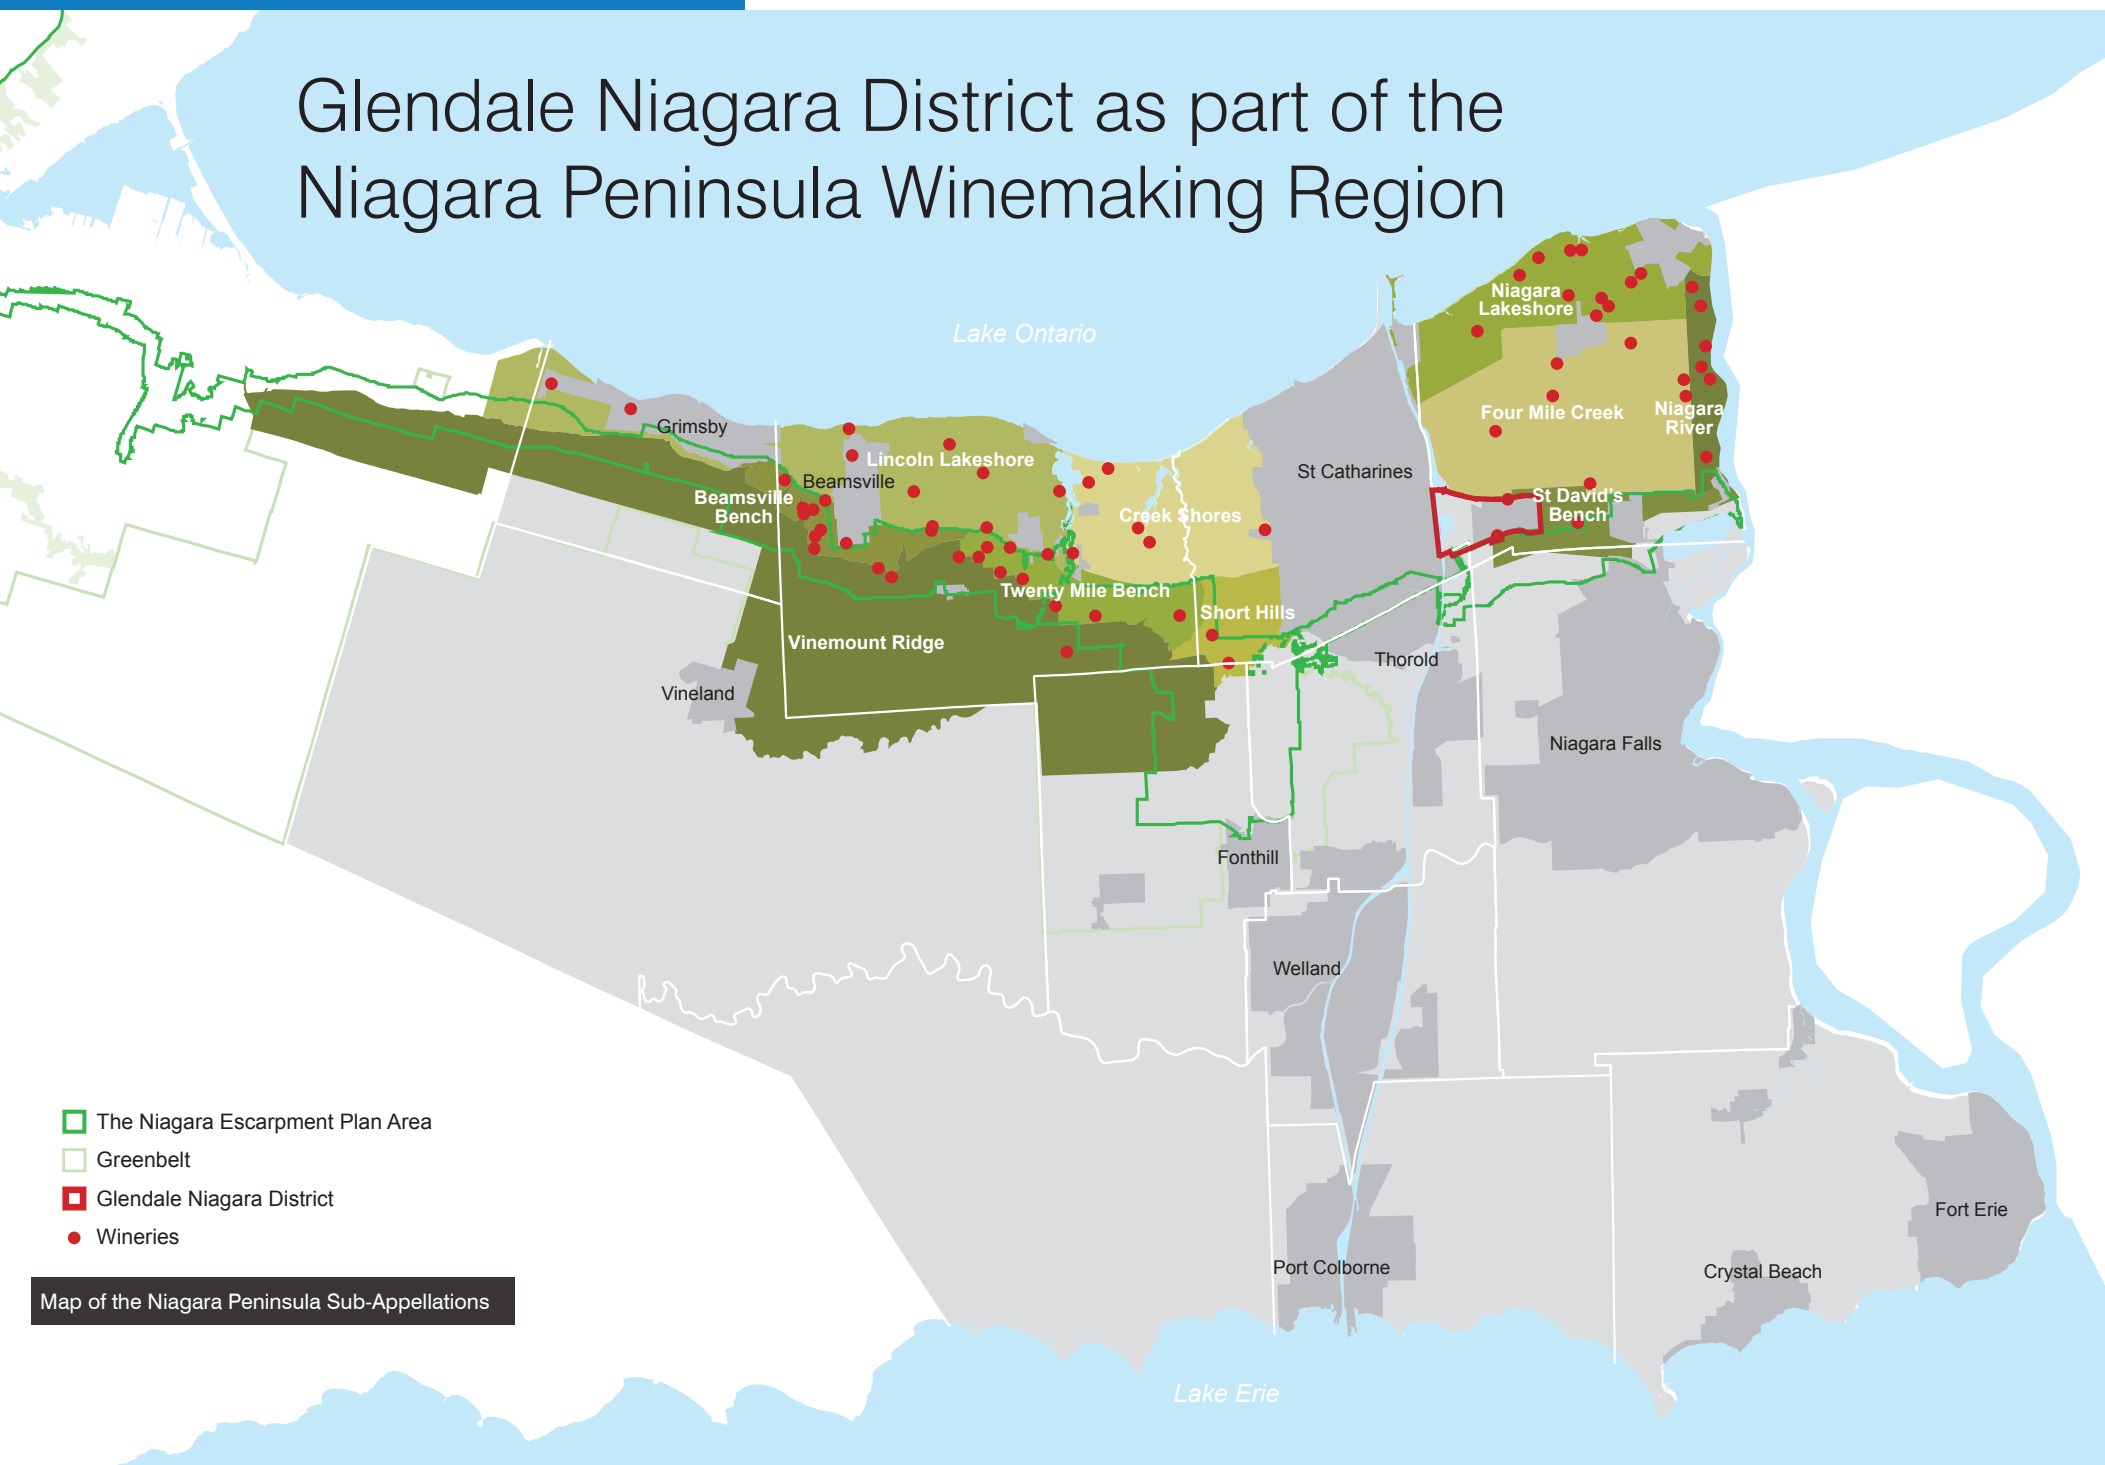 Glendale Niagara District as part of the
Niagara Peninsula Winemaking Region
Lake Ontario
Niagara
Lakeshore
Four Mile Creek
Niagara
River
Grimsby
Lincoln Lakeshore
Beamsville
Beamsville
Bench
St Catharines
St David's
Bench
Creek Shores
Twenty Mile Bench
Short Hills
Vinemount Ridge
Thorold
Vineland
Niagara Falls
Fonthill
Welland
The Niagara Escarpment Plan Area
Greenbelt
Glendale Niagara District
Wineries
Fort Erie
Port Colborne
Crystal Beach
Map of the Niagara Peninsula Sub-Appellations
Lake Erie